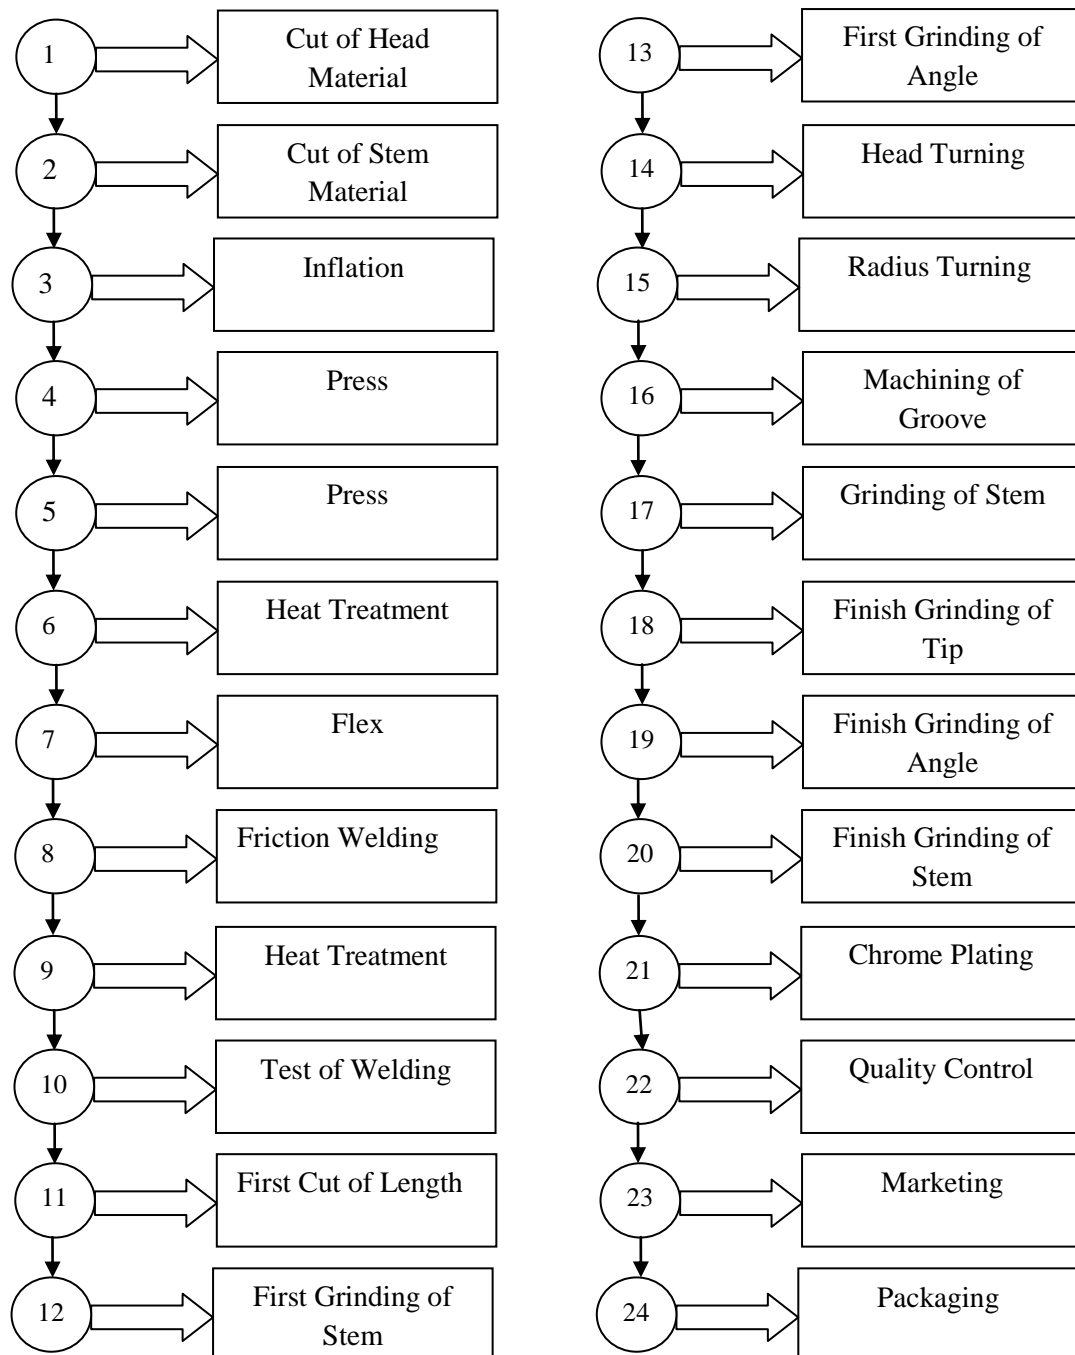 1
Cut of Head
Material
2
Cut of Stem
Material
3
Inflation
4
Press
5
Press
6
Heat Treatment
7
Flex
8
Friction Welding
9
Heat Treatment
10
Test of Welding
11
First Cut of Length
12
First Grinding of
Stem
13
First Grinding of
Angle
14
Head Turning
15
Radius Turning
16
Machining of
Groove
17
Grinding of Stem
18
Finish Grinding of
Tip
19
Finish Grinding of
Angle
20
Finish Grinding of
Stem
21
Chrome Plating
22
Quality Control
23
Marketing
24
Packaging